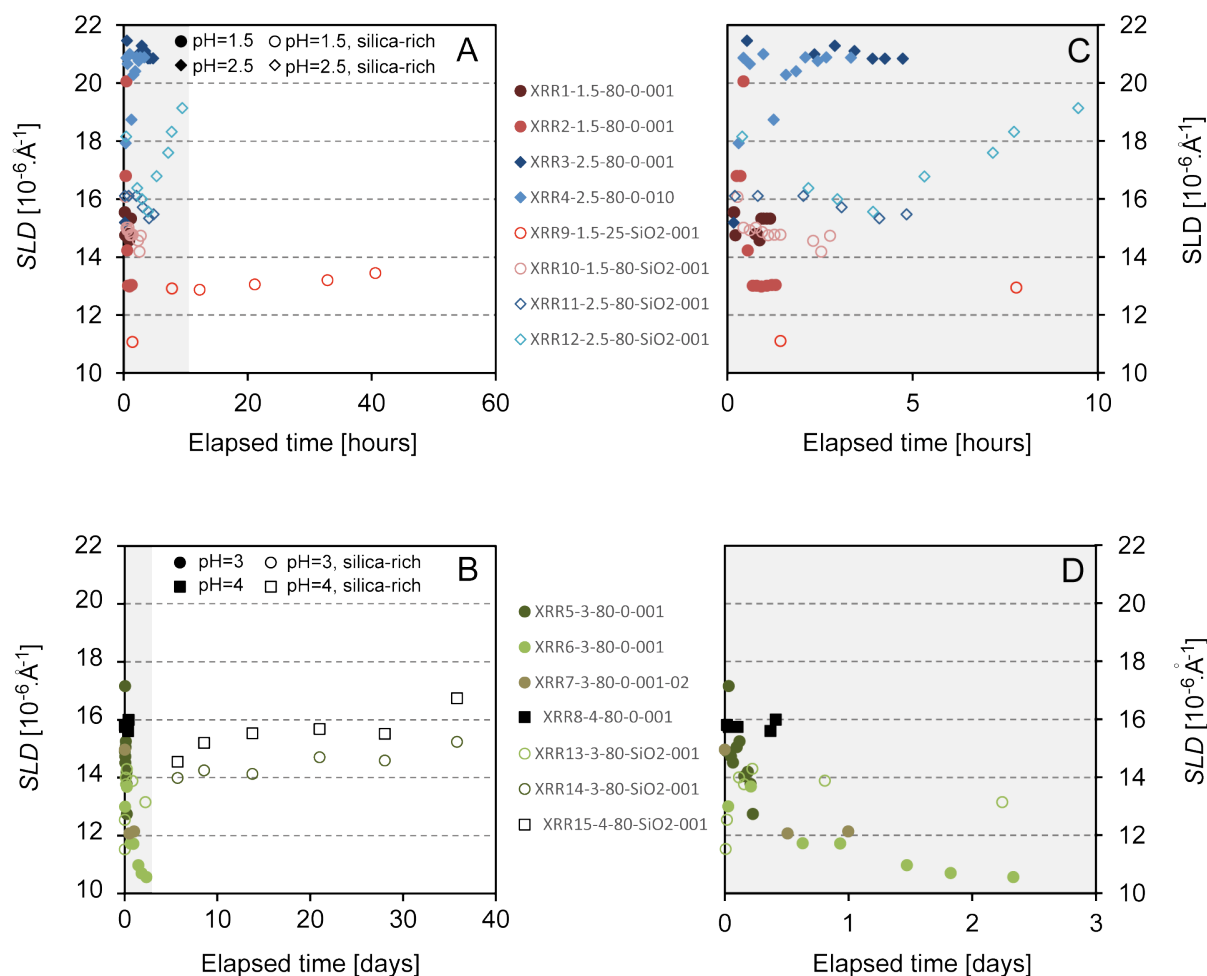 22
20
18
16
14
12
10
SLD [10⁻⁶.Å⁻¹]
pH=1.5 pH=1.5, silica-rich
pH=2.5 pH=2.5, silica-rich
A
0 20 40 60
Elapsed time [hours]
XRR1-1.5-80-0-001
XRR2-1.5-80-0-001
XRR3-2.5-80-0-001
XRR4-2.5-80-0-010
XRR9-1.5-25-SiO2-001
XRR10-1.5-80-SiO2-001
XRR11-2.5-80-SiO2-001
XRR12-2.5-80-SiO2-001
C
22
20
18
16
14
12
10
SLD [10⁻⁶.Å⁻¹]
0 5 10
Elapsed time [hours]
22
20
18
16
14
12
10
SLD [10⁻⁶.Å⁻¹]
pH=3 pH=3, silica-rich
pH=4 pH=4, silica-rich
B
0 10 20 30 40
Elapsed time [days]
XRR5-3-80-0-001
XRR6-3-80-0-001
XRR7-3-80-0-001-02
XRR8-4-80-0-001
XRR13-3-80-SiO2-001
XRR14-3-80-SiO2-001
XRR15-4-80-SiO2-001
D
22
20
18
16
14
12
10
SLD [10⁻⁶.Å⁻¹]
0 1 2 3
Elapsed time [days]